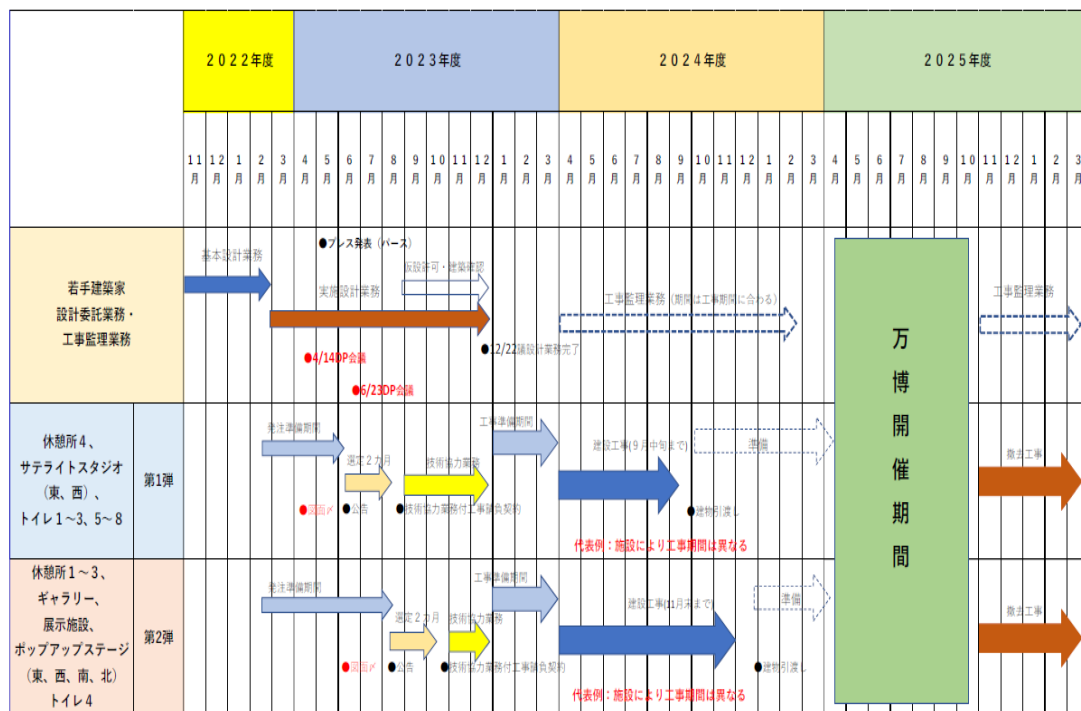 2022年度 2023年度 2024年度 2025年度
11月 12月 1月 2月 3月 4月 5月 6月 7月 8月 9月 10月 11月 12月 1月 2月 3月 4月 5月 6月 7月 8月 9月 10月 11月 12月 1月 2月 3月 4月 5月 6月 7月 8月 9月 10月 11月 12月 1月 2月 3月
若手建築家
設計委託業務・
工事監理業務
●プレス発表（パース）
基本設計業務
仮設許可・建築確認
実施設計業務
工事監理業務（期間は工事期間に合わる）
工事監理業務
●4/14DP会議
●12/22議設計業務完了
●6/23DP会議
万博開催期間
休憩所4、
サテライトスタジオ
（東、西）、
トイレ1～3、5～8
第1弾
発注準備期間
選定2カ月
技術協力業務
工事準備期間
建設工事(9月中旬まで)
準備
撤去工事
●図面〆
●公告
●技術協力業務付工事請負契約
●建物引渡し
代表例：施設により工事期間は異なる
休憩所1～3、
ギャラリー、
展示施設、
ポップアップステージ
（東、西、南、北）
トイレ4
第2弾
発注準備期間
選定2カ月
技術協力業務
工事準備期間
建設工事(11月末まで)
準備
撤去工事
●図面〆
●公告
●技術協力業務付工事請負契約
●建物引渡し
代表例：施設により工事期間は異なる